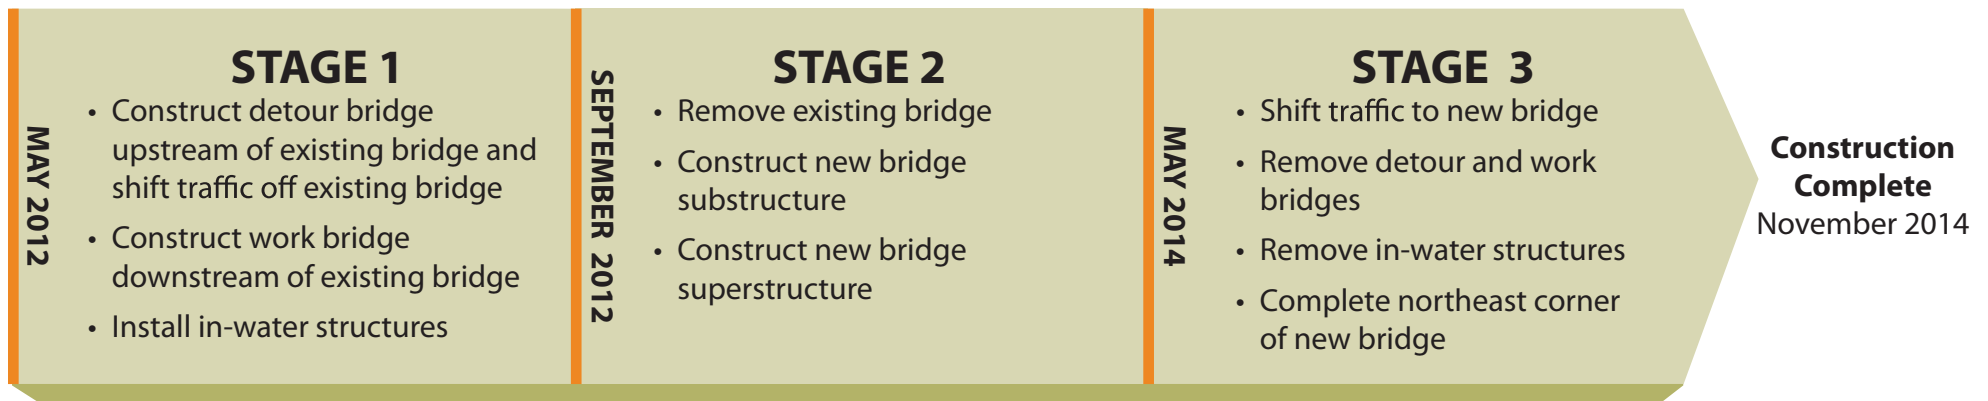 MAY 2012
STAGE 1
• Construct detour bridge
upstream of existing bridge and
shift traffic off existing bridge
• Construct work bridge
downstream of existing bridge
• Install in-water structures
SEPTEMBER 2012
STAGE 2
• Remove existing bridge
• Construct new bridge
substructure
• Construct new bridge
superstructure
MAY 2014
STAGE 3
• Shift traffic to new bridge
• Remove detour and work
bridges
• Remove in-water structures
• Complete northeast corner
of new bridge
Construction
Complete
November 2014